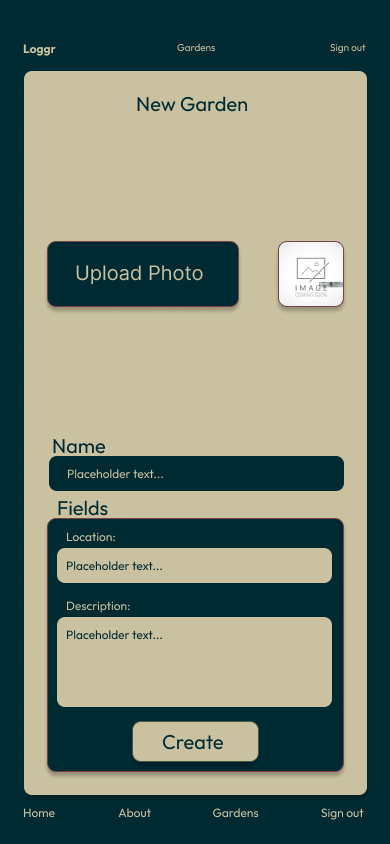 Loggr Gardens Sign out
New Garden
Upload Photo
IMAGE
COMING SOON
Name
Placeholder text...
Fields
Location:
Placeholder text...
Description:
Placeholder text...
Create
Home About Gardens Sign out